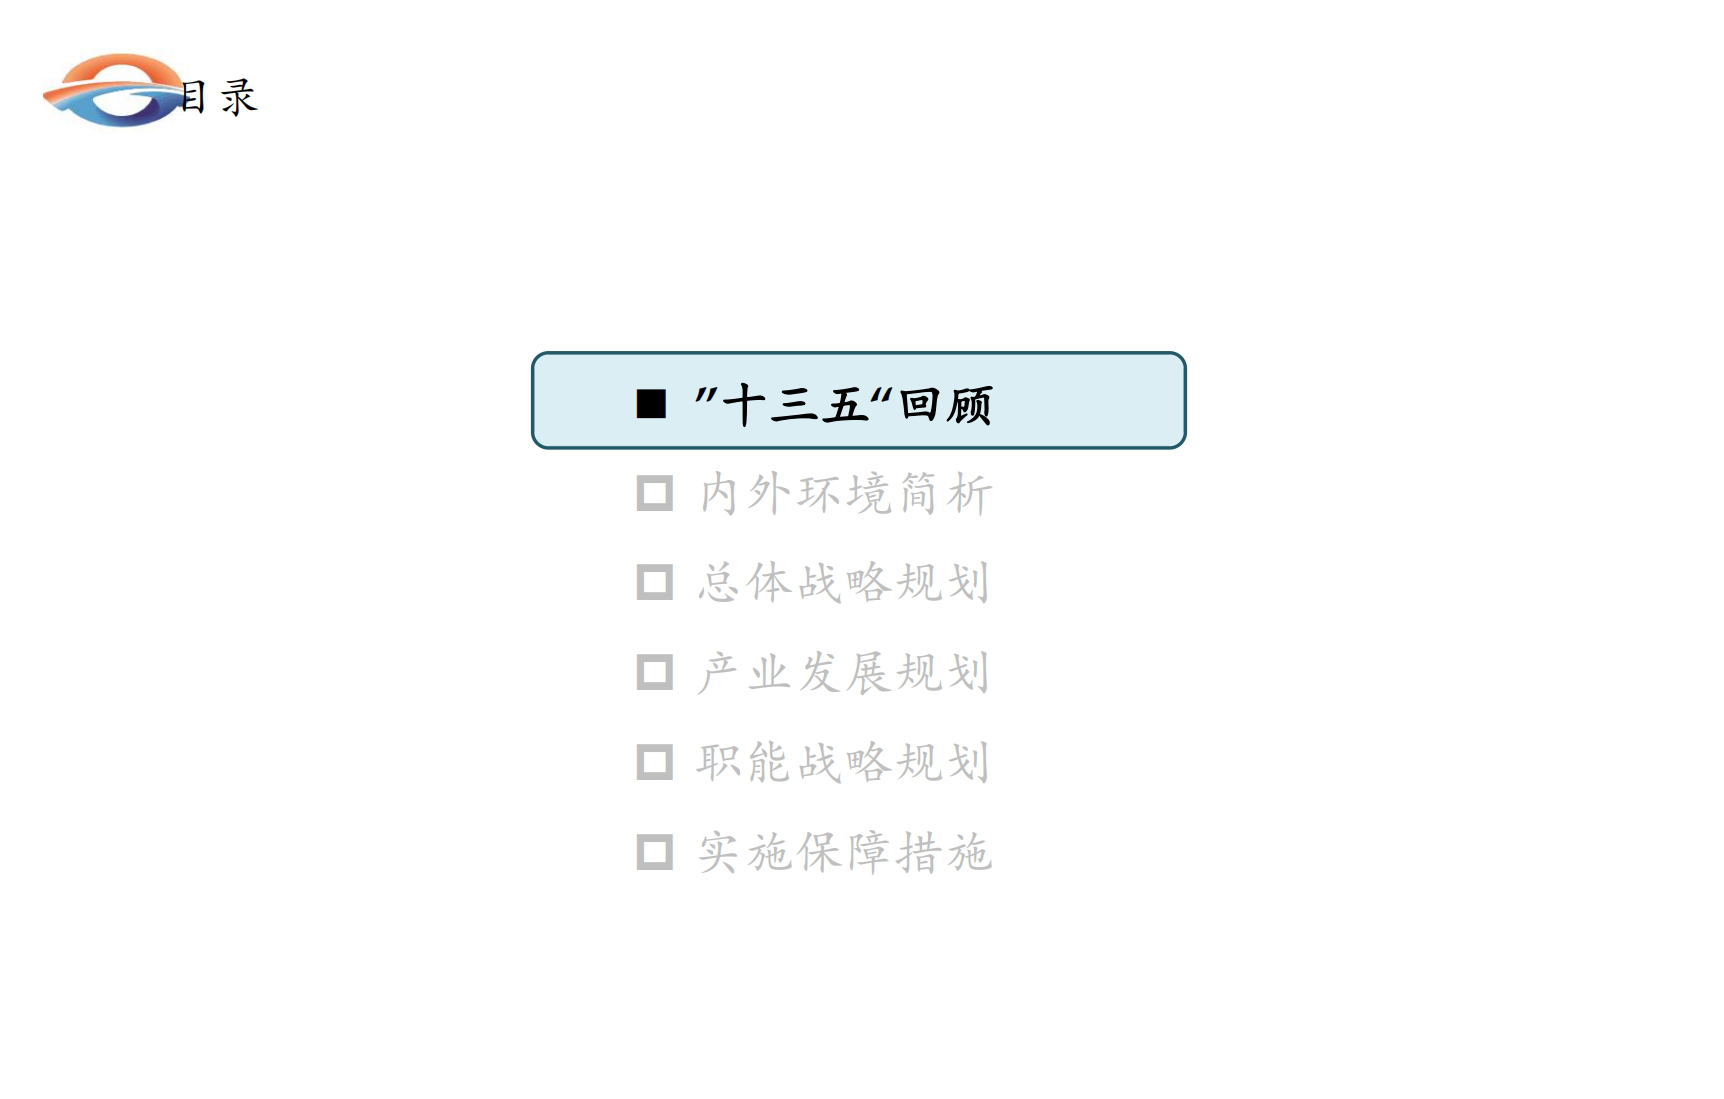 目录
■ ”十三五“回顾
内外环境简析
总体战略规划
产业发展规划
职能战略规划
实施保障措施